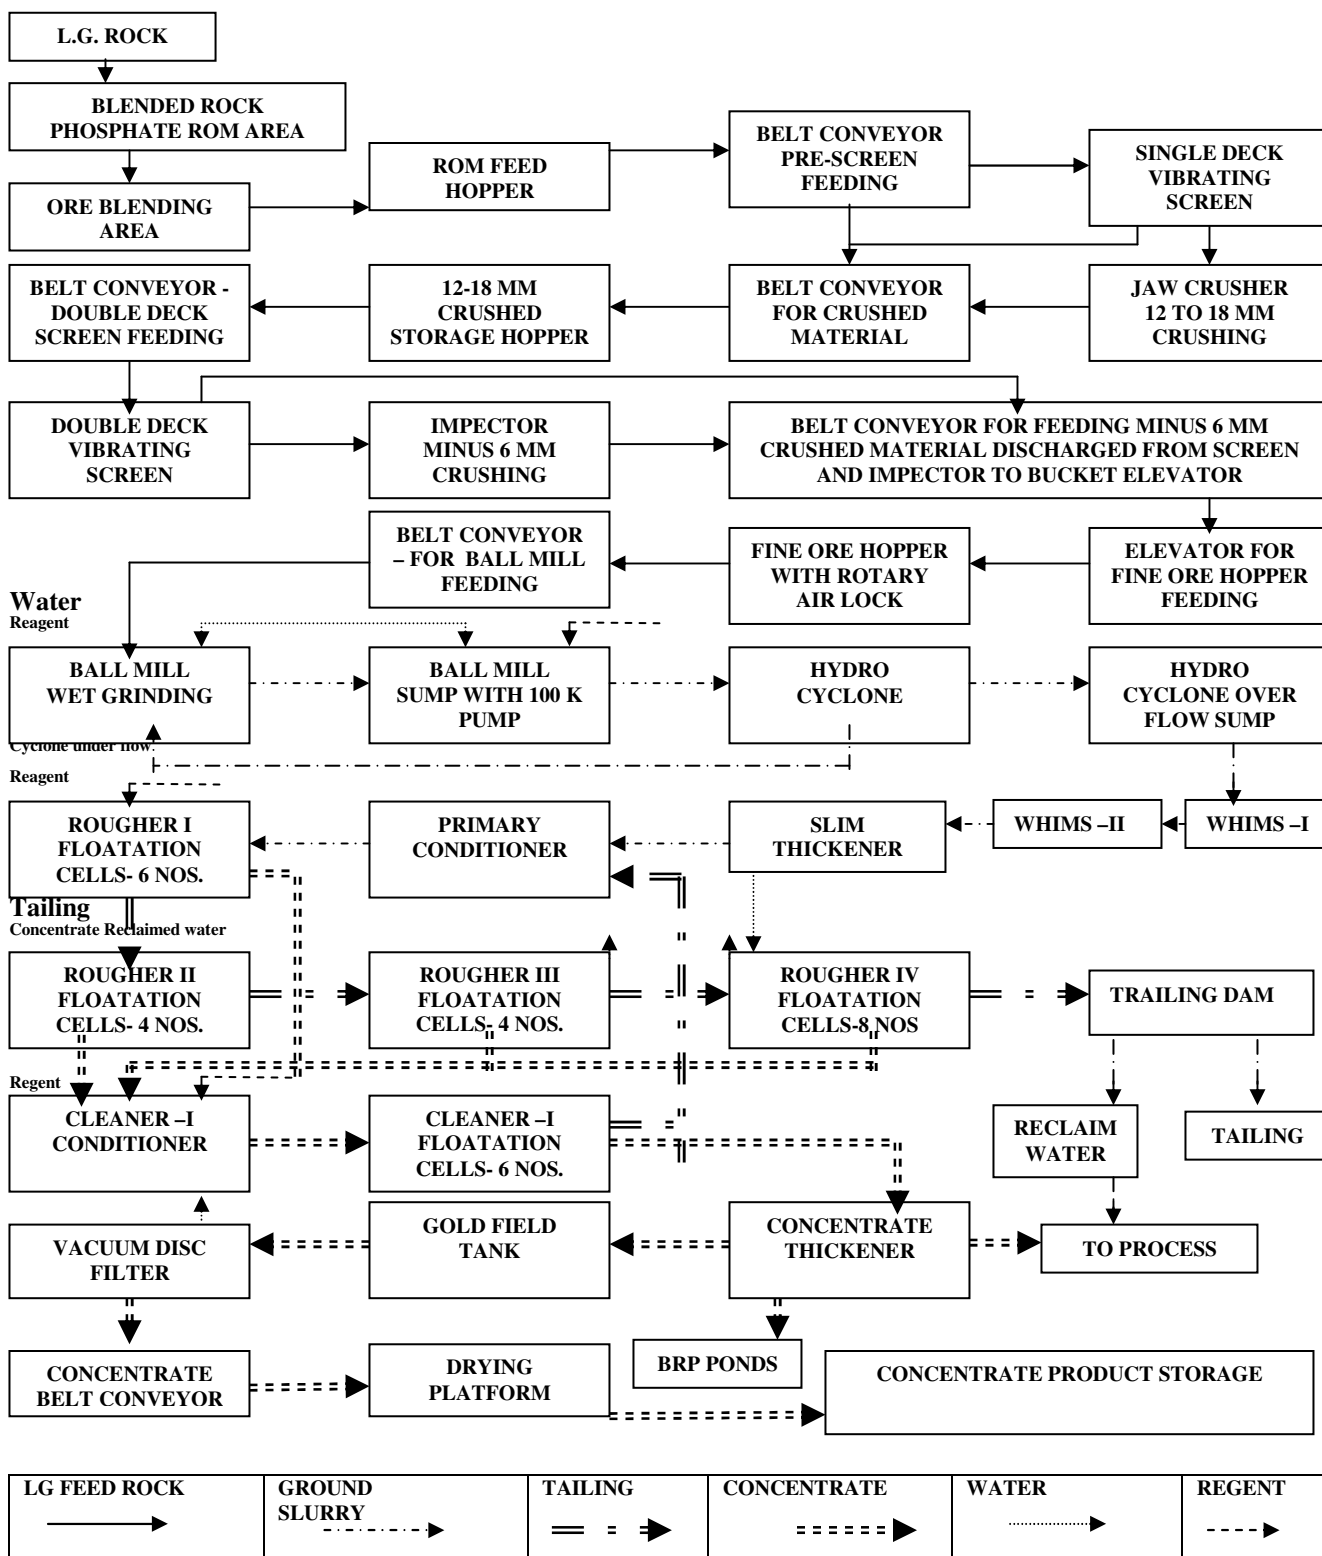 L.G. ROCK
BLENDED ROCK
PHOSPHATE ROM AREA
ORE BLENDING
AREA
ROM FEED
HOPPER
BELT CONVEYOR
PRE-SCREEN
FEEDING
SINGLE DECK
VIBRATING
SCREEN
BELT CONVEYOR -
DOUBLE DECK
SCREEN FEEDING
12-18 MM
CRUSHED
STORAGE HOPPER
BELT CONVEYOR
FOR CRUSHED
MATERIAL
JAW CRUSHER
12 TO 18 MM
CRUSHING
DOUBLE DECK
VIBRATING
SCREEN
IMPECTOR
MINUS 6 MM
CRUSHING
BELT CONVEYOR FOR FEEDING MINUS 6 MM
CRUSHED MATERIAL DISCHARGED FROM SCREEN
AND IMPECTOR TO BUCKET ELEVATOR
BELT CONVEYOR
– FOR BALL MILL
FEEDING
FINE ORE HOPPER
WITH ROTARY
AIR LOCK
ELEVATOR FOR
FINE ORE HOPPER
FEEDING
Water
Reagent
BALL MILL
WET GRINDING
BALL MILL
SUMP WITH 100 K
PUMP
HYDRO
CYCLONE
HYDRO
CYCLONE OVER
FLOW SUMP
Cyclone under flow
Reagent
ROUGHER I
FLOATATION
CELLS- 6 NOS.
PRIMARY
CONDITIONER
SLIM
THICKENER
WHIMS –II
WHIMS –I
Tailing
Concentrate Reclaimed water
ROUGHER II
FLOATATION
CELLS- 4 NOS.
ROUGHER III
FLOATATION
CELLS- 4 NOS.
ROUGHER IV
FLOATATION
CELLS-8 NOS
TRAILING DAM
Regent
CLEANER –I
CONDITIONER
CLEANER –I
FLOATATION
CELLS- 6 NOS.
RECLAIM
WATER
TAILING
VACUUM DISC
FILTER
GOLD FIELD
TANK
CONCENTRATE
THICKENER
TO PROCESS
CONCENTRATE
BELT CONVEYOR
DRYING
PLATFORM
BRP PONDS
CONCENTRATE PRODUCT STORAGE
LG FEED ROCK
GROUND
SLURRY
TAILING
CONCENTRATE
WATER
REGENT